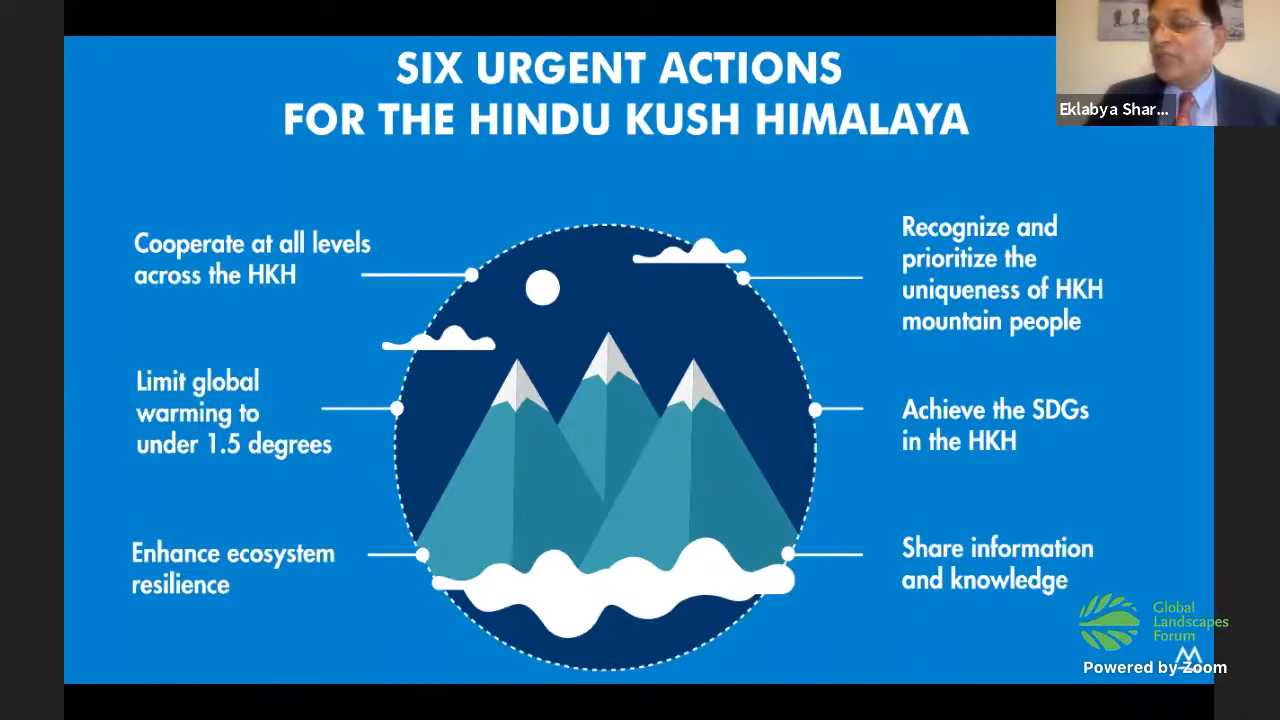 SIX URGENT ACTIONS
FOR THE HINDU KUSH HIMALAYA
Eklabya Shar...
Cooperate at all levels
across the HKH
Limit global
warming to
under 1.5 degrees
Enhance ecosystem
resilience
Recognize and
prioritize the
uniqueness of HKH
mountain people
Achieve the SDGs
in the HKH
Share information
and knowledge
Global
Landscapes
Forum
Powered by Zoom